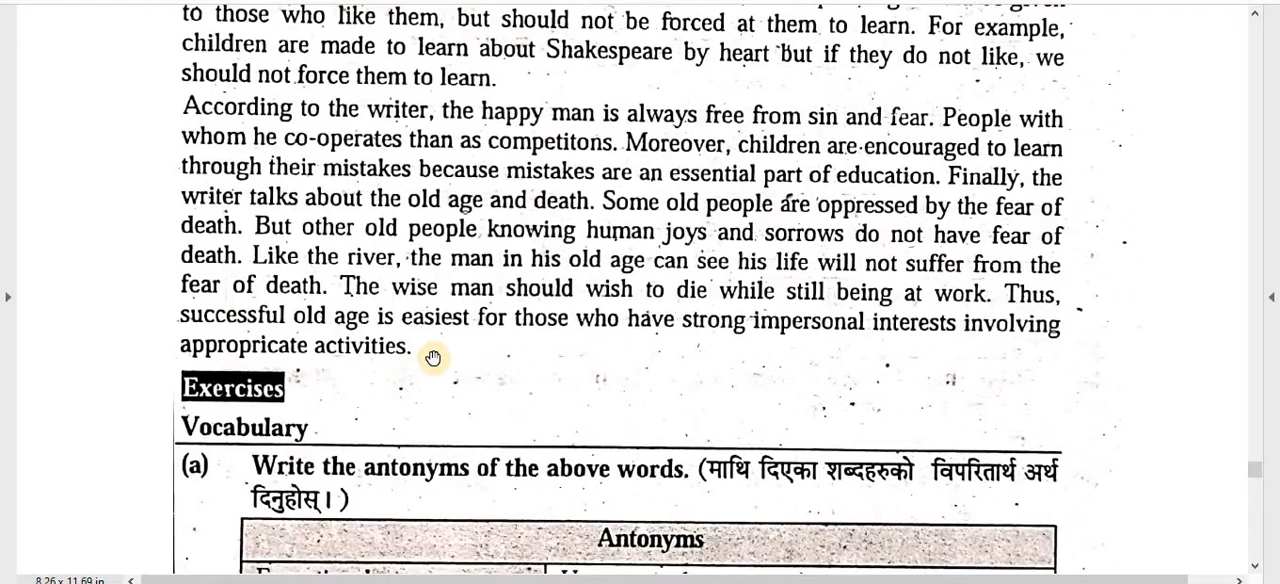 to those who like them, but should not be forced at them to learn. For example,
children are made to learn about Shakespeare by heart but if they do not like, we
should not force them to learn.
According to the writer, the happy man is always free from sin and fear. People with
whom he co-operates than as competitons. Moreover, children are encouraged to learn
through their mistakes because mistakes are an essential part of education. Finally, the
writer talks about the old age and death. Some old people are oppressed by the fear of
death. But other old people knowing human joys and sorrows do not have fear of
death. Like the river, the man in his old age can see his life will not suffer from the
fear of death. The wise man should wish to die while still being at work. Thus,
successful old age is easiest for those who have strong impersonal interests involving
appropricate activities.
Exercises
Vocabulary
(a) Write the antonyms of the above words. (माथि दिएका शब्दहरुको विपरितार्थ अर्थ
दिनुहोस् । )
Antonyms
8.26 x 11.69 in